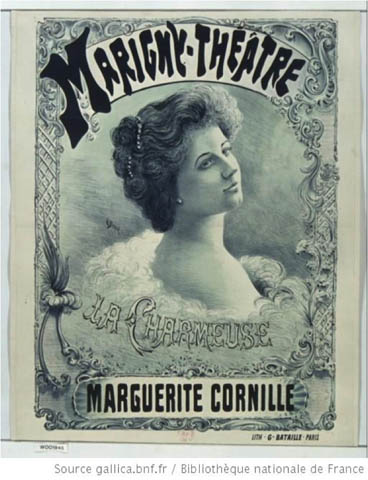 MARIGNY-THÉATRE
LA CHARMEUSE
MARGUERITE CORNILLE
LITH - G - BATAILLE - PARIS
Source gallica.bnf.fr / Bibliothèque nationale de France